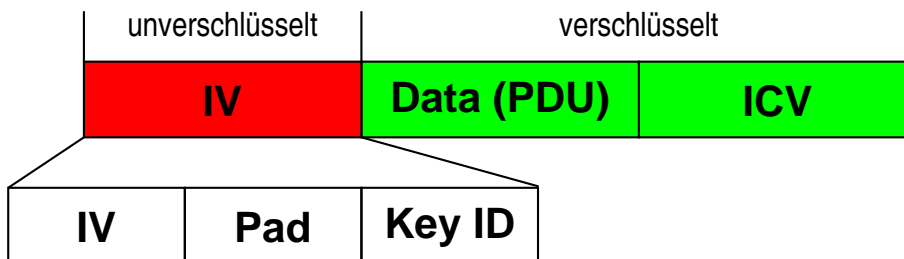 unverschlüsselt verschlüsselt
IV Data (PDU) ICV
IV Pad Key ID